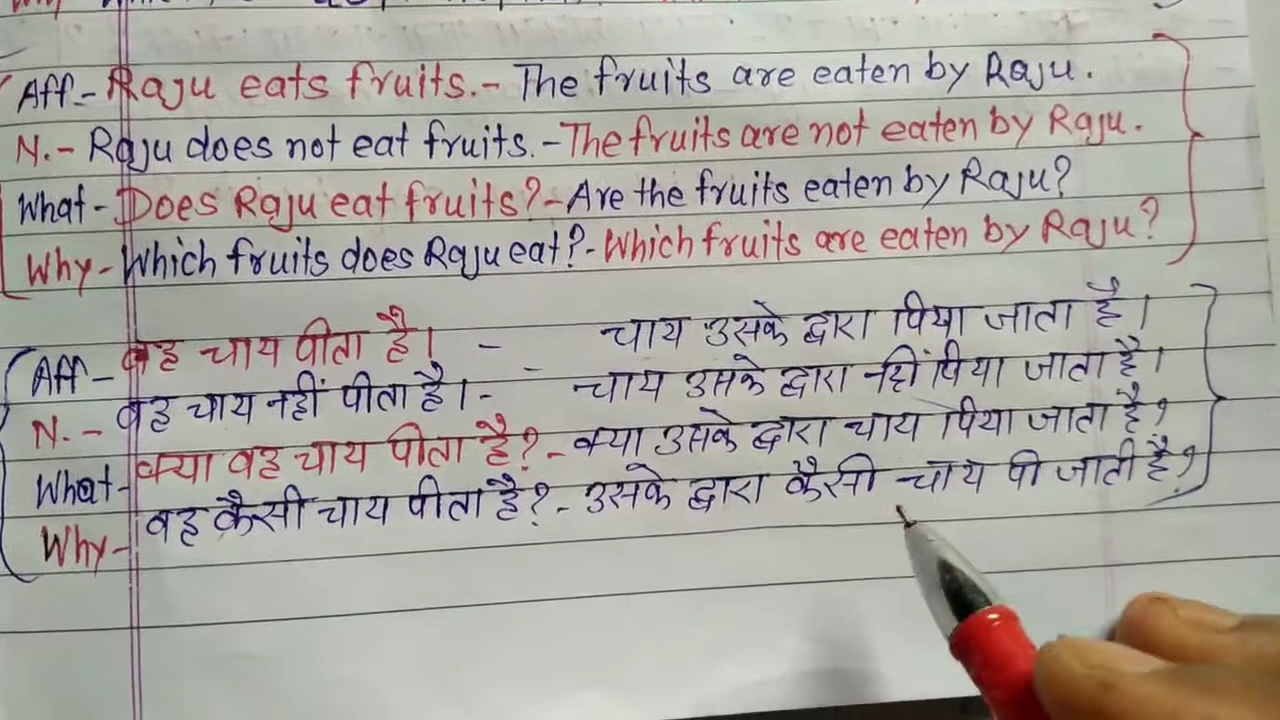 Aff.- Raju eats fruits.- The fruits are eaten by Raju.
N.- Raju does not eat fruits.-The fruits are not eaten by Raju.
What- Does Raju eat fruits?-Are the fruits eaten by Raju?
Why- Which fruits does Raju eat?-Which fruits are eaten by Raju?
Aff- वह चाय पीता है। - चाय उसके द्वारा पिया जाता है।
N.- वह चाय नहीं पीता है।- चाय उसके द्वारा नहीं पिया जाता है।
What- क्या वह चाय पीता है?-क्या उसके द्वारा चाय पिया जाता है?
Why- वह कैसी चाय पीता है?- उसके द्वारा कैसी चाय पी जाती है?